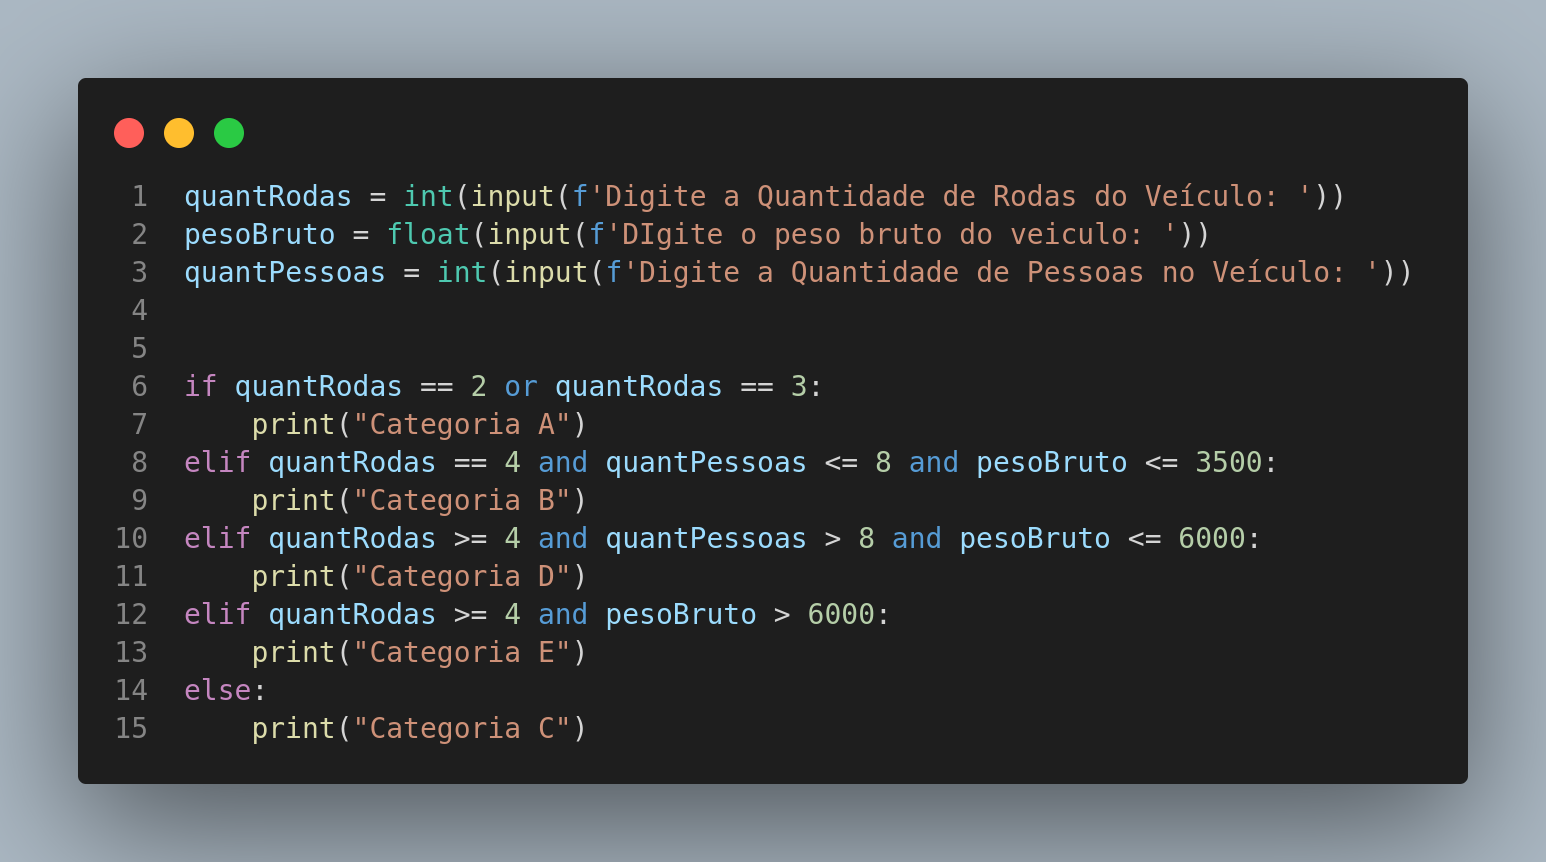 1 quantRodas = int(input(f'Digite a Quantidade de Rodas do Veículo: '))
2 pesoBruto = float(input(f'DIgite o peso bruto do veiculo: '))
3 quantPessoas = int(input(f'Digite a Quantidade de Pessoas no Veículo: '))
4
5
6 if quantRodas == 2 or quantRodas == 3:
7     print("Categoria A")
8 elif quantRodas == 4 and quantPessoas <= 8 and pesoBruto <= 3500:
9     print("Categoria B")
10 elif quantRodas >= 4 and quantPessoas > 8 and pesoBruto <= 6000:
11     print("Categoria D")
12 elif quantRodas >= 4 and pesoBruto > 6000:
13     print("Categoria E")
14 else:
15     print("Categoria C")